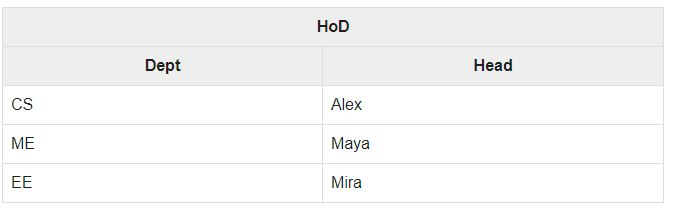 HoD
Dept Head
CS Alex
ME Maya
EE Mira